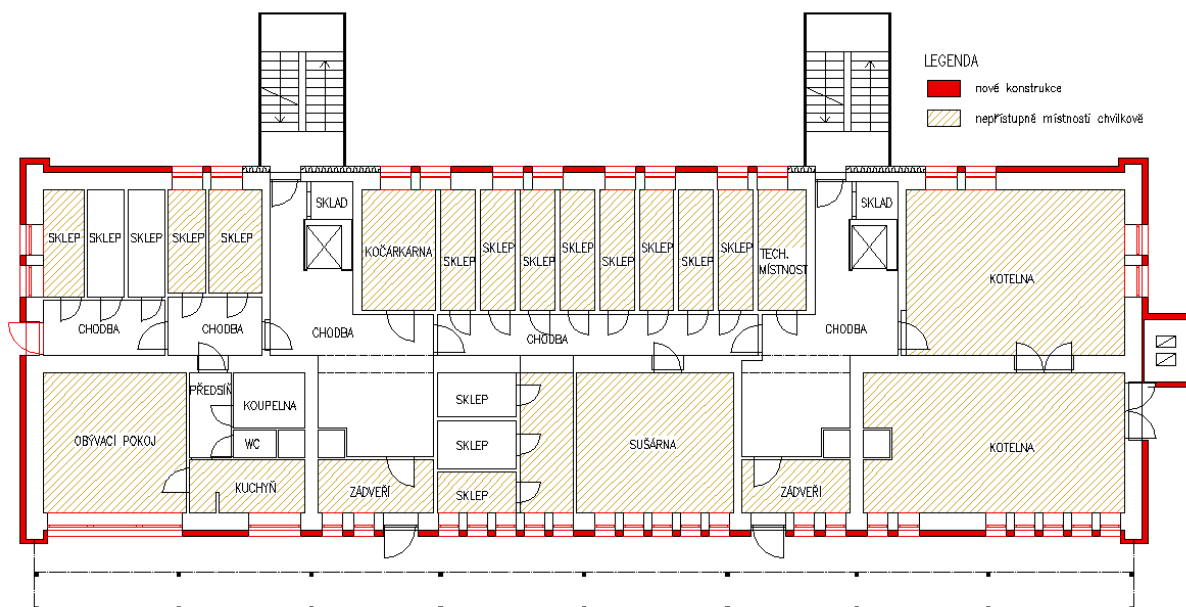 LEGENDA
nové konstrukce
nepřístupné místnosti chvilkově
SKLAD
SKLAD
SKLEP
SKLEP
SKLEP
SKLEP
SKLEP
KOČÁRKÁRNA
SKLEP
SKLEP
SKLEP
SKLEP
SKLEP
SKLEP
SKLEP
SKLEP
TECH.
MÍSTNOST
KOTELNA
CHODBA
CHODBA
CHODBA
CHODBA
CHODBA
PŘEDSÍŇ
KOUPELNA
SKLEP
OBÝVACÍ POKOJ
WC
SKLEP
SUŠÁRNA
KOTELNA
KUCHYŇ
ZÁDVEŘÍ
SKLEP
ZÁDVEŘÍ